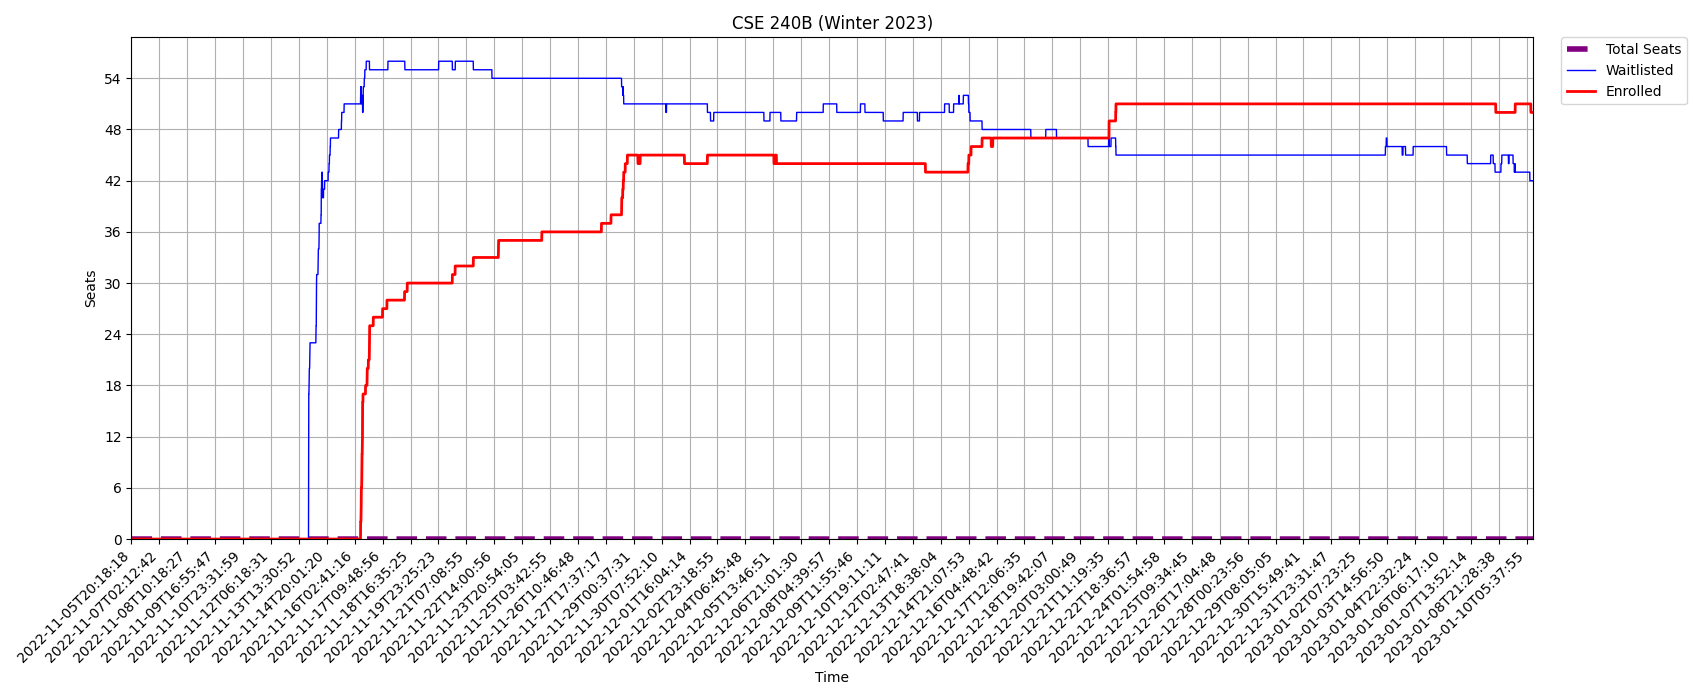 CSE 240B (Winter 2023)
Total Seats
Waitlisted
Enrolled
Seats
54
48
42
36
30
24
18
12
6
0
2022-11-05T20:18:18
2022-11-07T02:12:42
2022-11-08T10:18:27
2022-11-09T16:55:47
2022-11-10T23:31:59
2022-11-12T06:18:31
2022-11-13T13:30:52
2022-11-14T20:01:20
2022-11-16T02:41:16
2022-11-17T09:48:56
2022-11-18T16:35:25
2022-11-19T23:25:23
2022-11-21T07:08:55
2022-11-22T14:00:56
2022-11-23T20:54:05
2022-11-25T03:42:55
2022-11-26T10:46:48
2022-11-27T17:37:17
2022-11-29T00:37:31
2022-11-30T07:52:10
2022-12-01T16:04:14
2022-12-02T23:18:55
2022-12-04T06:45:48
2022-12-05T13:46:51
2022-12-06T21:01:30
2022-12-08T04:39:57
2022-12-09T11:55:46
2022-12-10T19:11:11
2022-12-12T02:47:41
2022-12-13T18:38:04
2022-12-14T21:07:53
2022-12-16T04:48:42
2022-12-17T12:06:35
2022-12-18T19:42:07
2022-12-20T03:00:49
2022-12-21T11:19:35
2022-12-22T18:36:57
2022-12-24T01:54:58
2022-12-25T09:34:45
2022-12-26T17:04:48
2022-12-28T00:23:56
2022-12-29T08:05:05
2022-12-30T15:49:41
2022-12-31T23:31:47
2023-01-02T07:23:25
2023-01-03T14:56:50
2023-01-04T22:32:24
2023-01-06T06:17:10
2023-01-07T13:52:14
2023-01-08T21:28:38
2023-01-10T05:37:55
Time